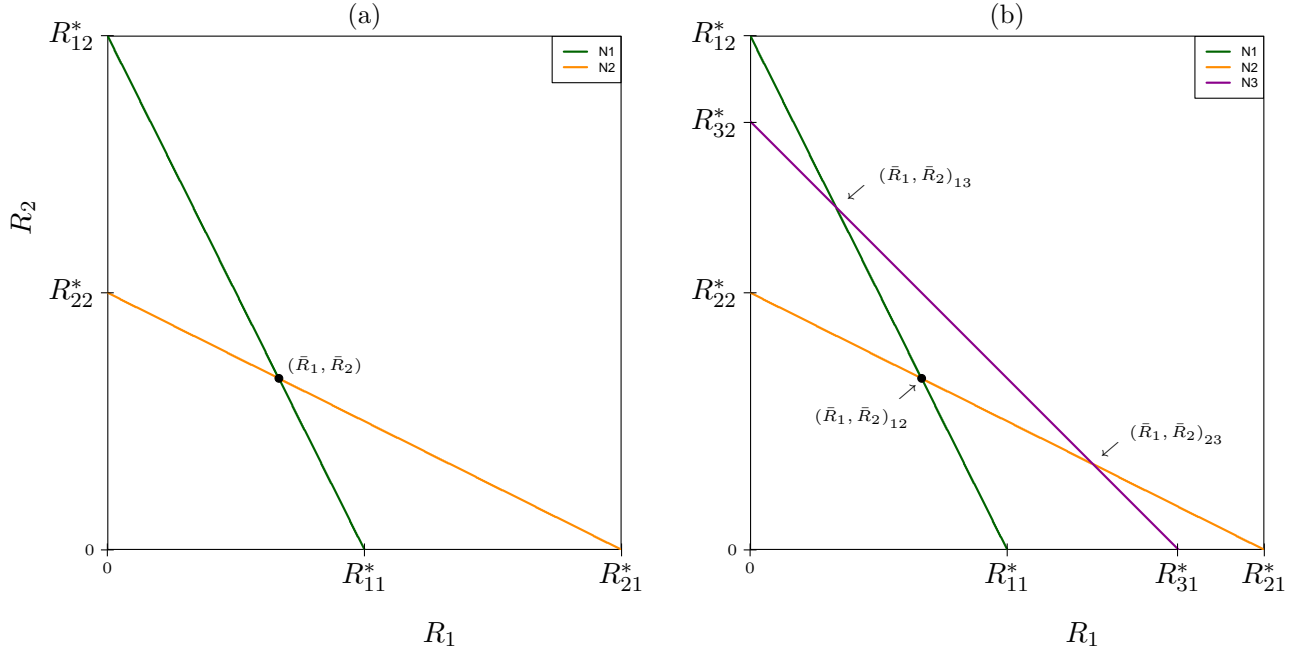 (a)
R*12
N1
N2
R2
R*22
(R̄1, R̄2)
0
0
R*11
R*21
R1
(b)
R*12
N1
N2
N3
R*32
(R̄1, R̄2)13
R*22
(R̄1, R̄2)12
(R̄1, R̄2)23
0
0
R*11
R*31
R*21
R1